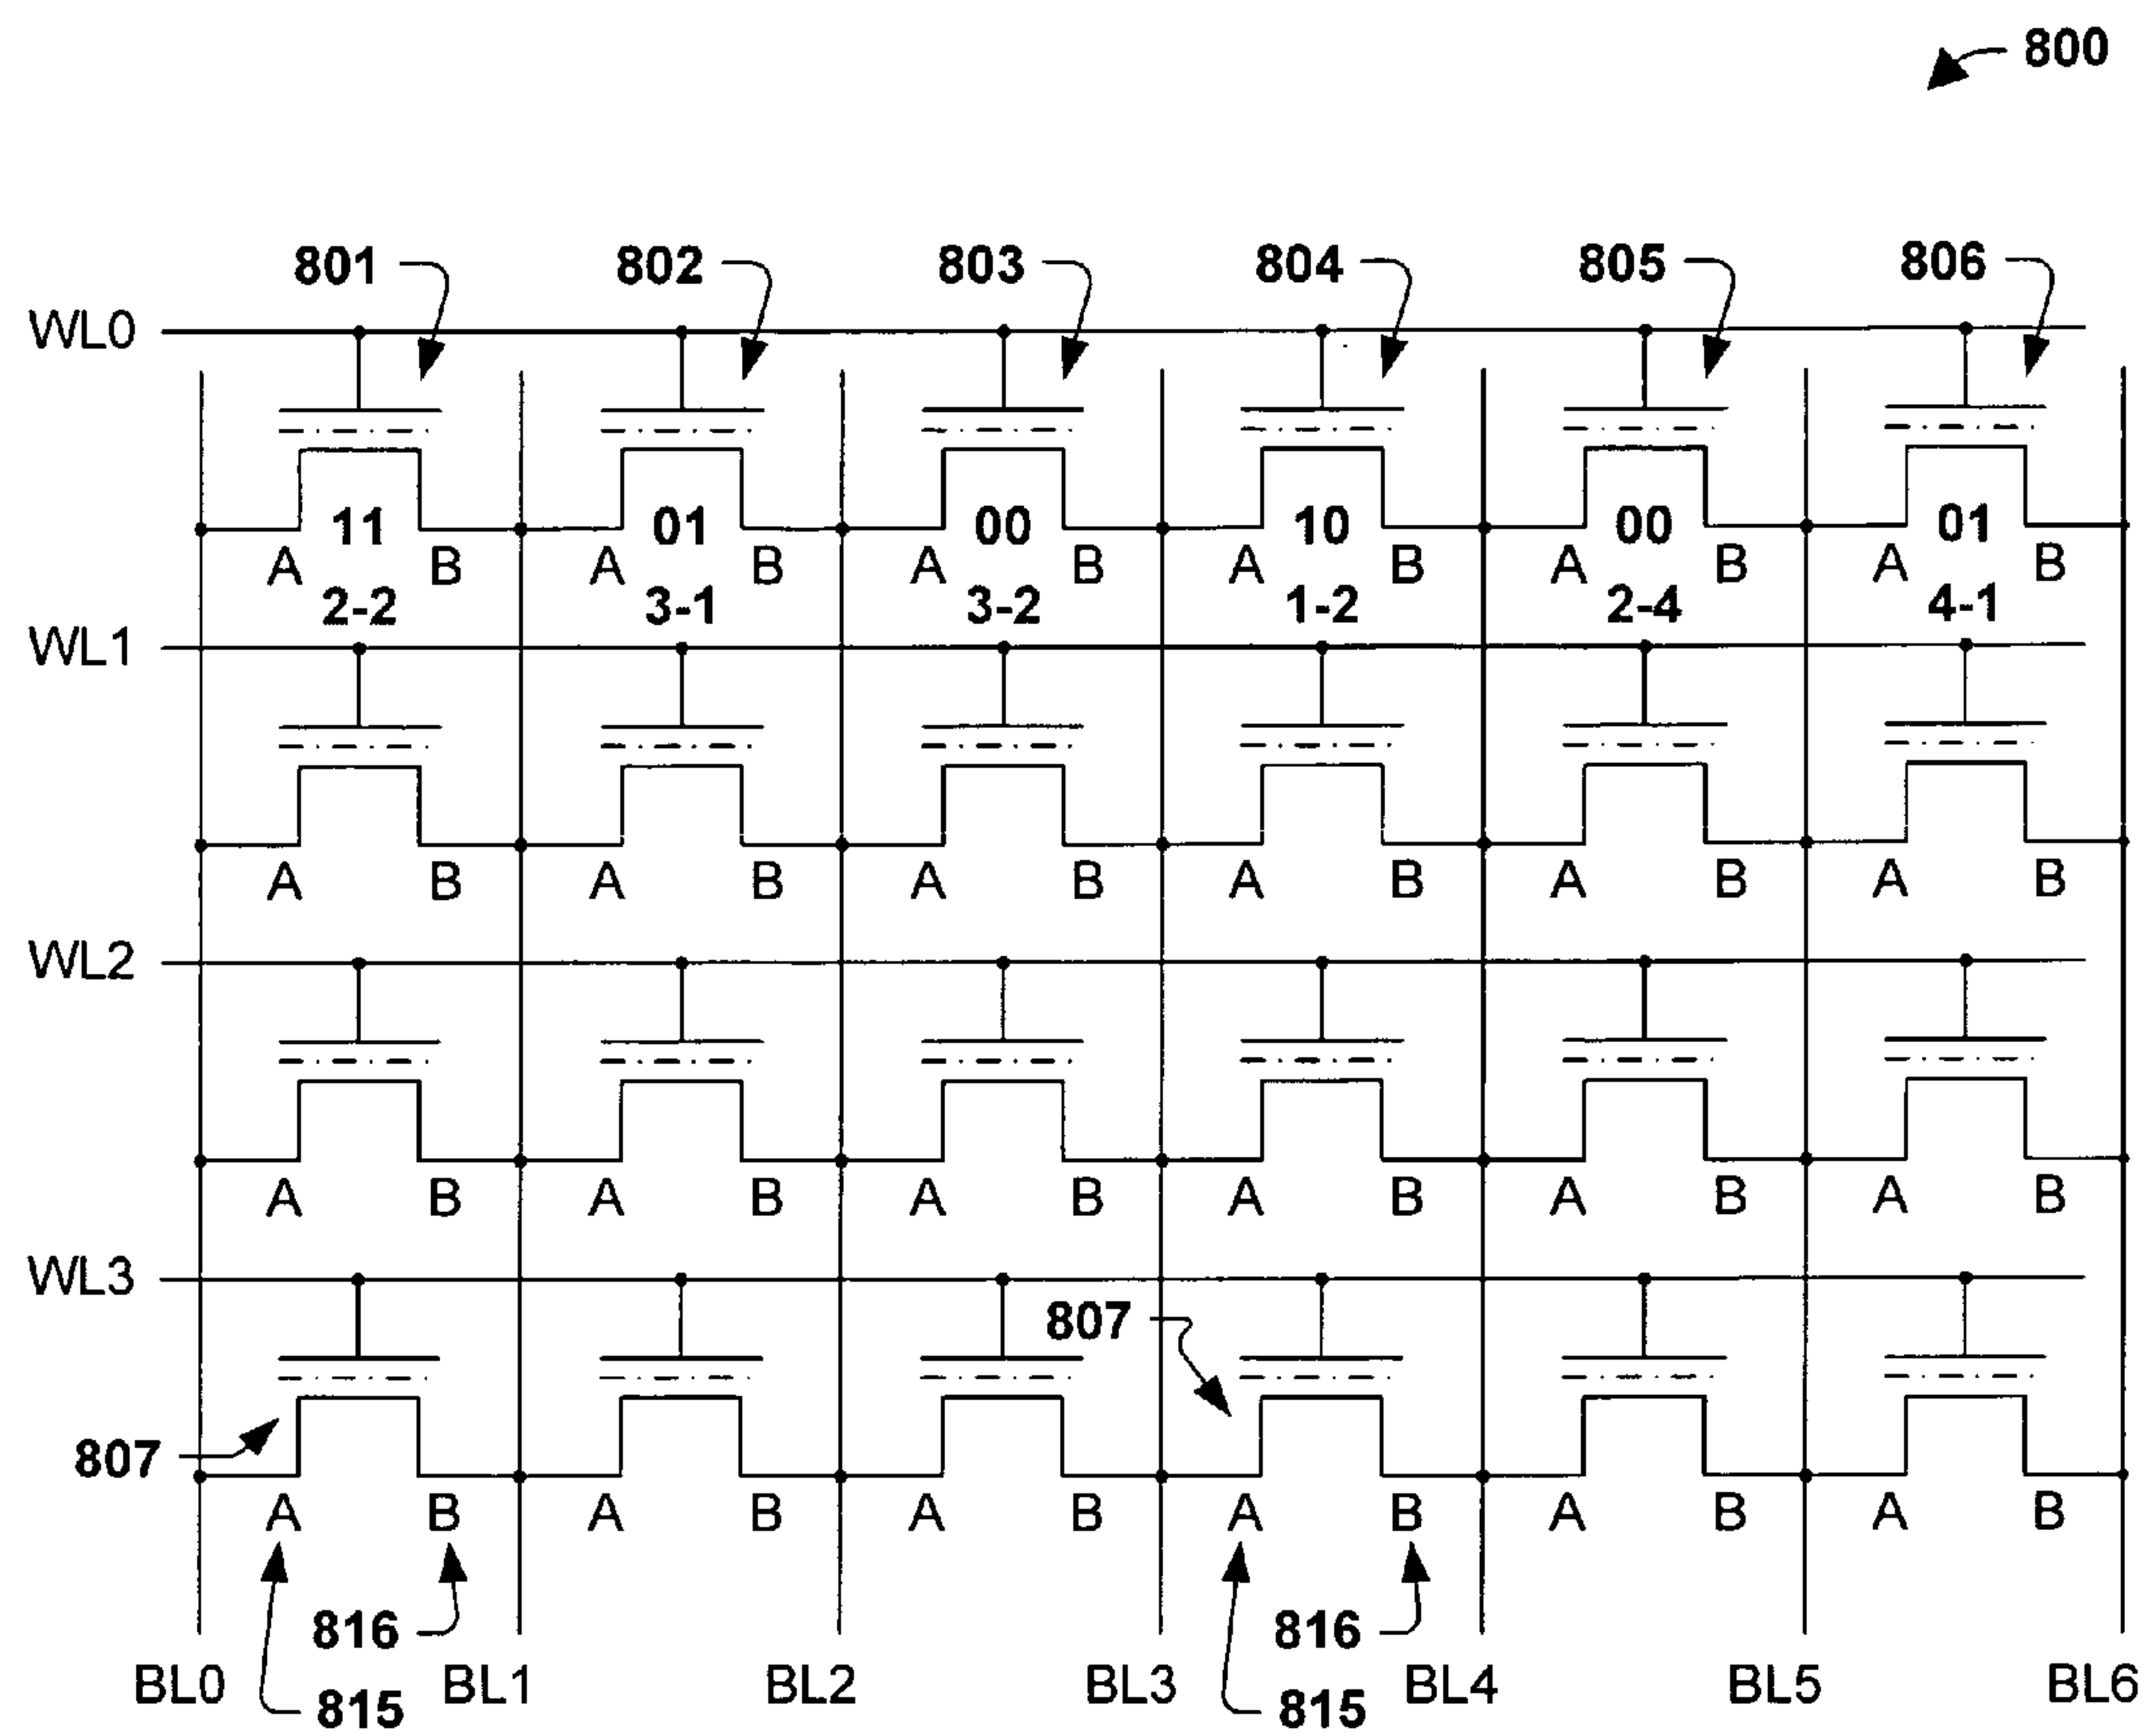 800
801 802 803 804 805 806
WL0
11 01 00 10 00 01
A B A B A B A B A B A B
2-2 3-1 3-2 1-2 2-4 4-1
WL1
A B A B A B A B A B A B
WL2
A B A B A B A B A B A B
WL3
807
807
A B A B A B A B A B A B
816 816
BL0 BL1 BL2 BL3 BL4 BL5 BL6
815 815